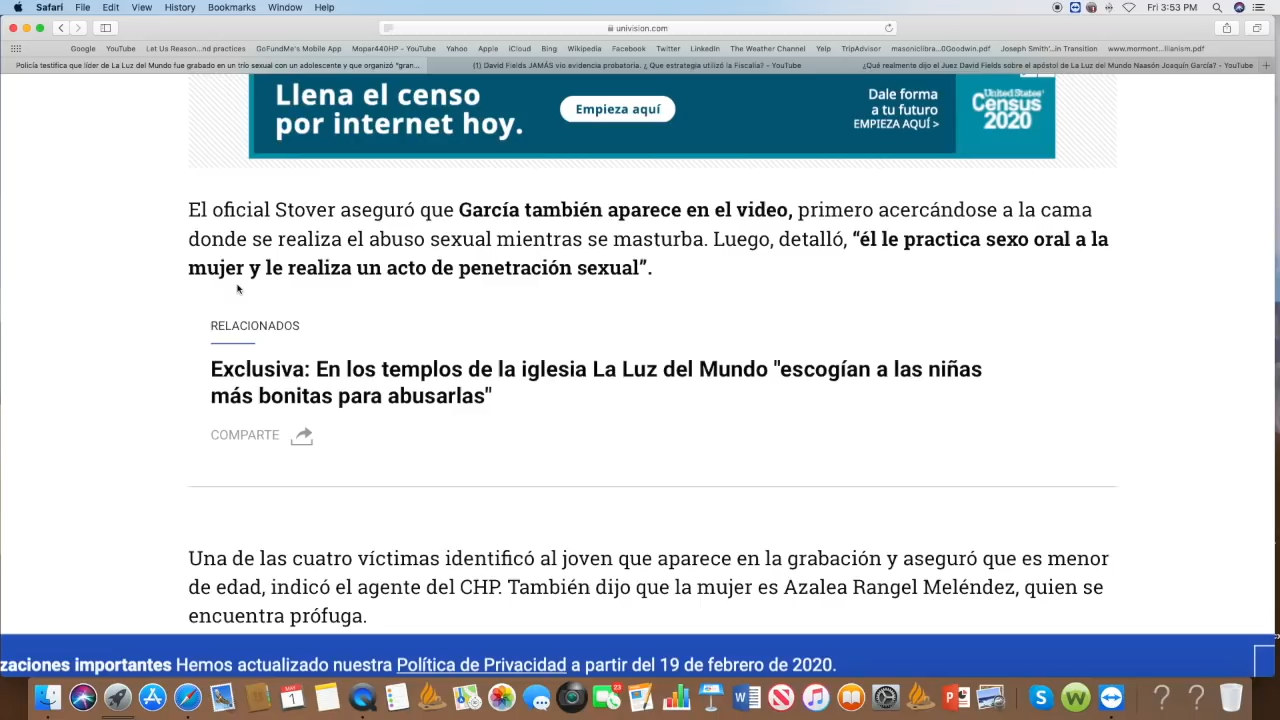 Safari File Edit View History Bookmarks Window Help Fri 3:53 PM
univision.com
Google YouTube Let Us Reason...nd practices GoFundMe's Mobile App Mopar440HP - YouTube Yahoo Apple iCloud Bing Wikipedia Facebook Twitter LinkedIn The Weather Channel Yelp TripAdvisor masoniclibra...0Goodwin.pdf Joseph Smith'...in Transition www.mormont...llianism.pdf
Policía testifica que líder de La Luz del Mundo fue grabado en un trío sexual con un adolescente y que organizó "gran... (1) David Fields JAMÁS vio evidencia probatoria. ¿ Que estrategia utilizó la Fiscalía? - YouTube ¿Qué realmente dijo el Juez David Fields sobre el apóstol de La Luz del Mundo Naasón Joaquín García? - YouTube
Llena el censo
por internet hoy.
Empieza aquí
Dale forma
a tu futuro
EMPIEZA AQUÍ >
United States®
Census
2020
El oficial Stover aseguró que García también aparece en el video, primero acercándose a la cama
donde se realiza el abuso sexual mientras se masturba. Luego, detalló, “él le practica sexo oral a la
mujer y le realiza un acto de penetración sexual”.
RELACIONADOS
Exclusiva: En los templos de la iglesia La Luz del Mundo "escogían a las niñas
más bonitas para abusarlas"
COMPARTE
Una de las cuatro víctimas identificó al joven que aparece en la grabación y aseguró que es menor
de edad, indicó el agente del CHP. También dijo que la mujer es Azalea Rangel Meléndez, quien se
encuentra prófuga.
zaciones importantes Hemos actualizado nuestra Política de Privacidad a partir del 19 de febrero de 2020.